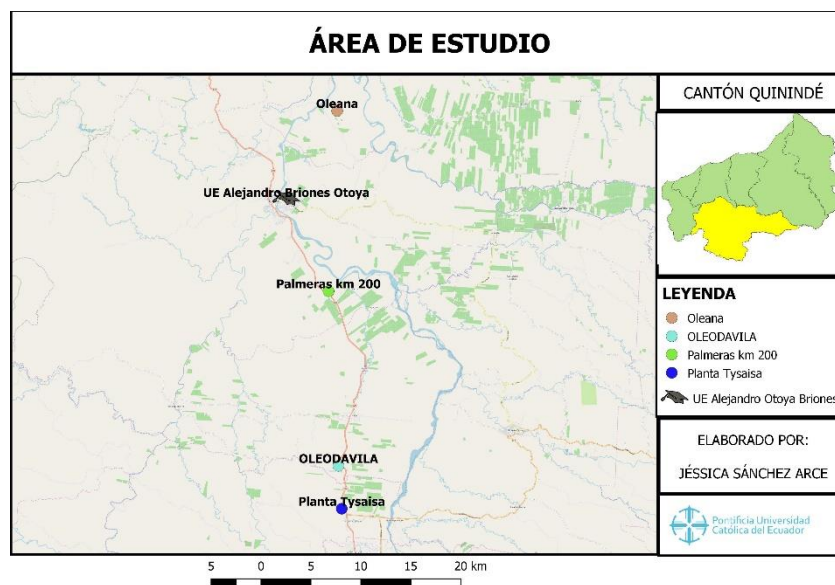 ÁREA DE ESTUDIO
Oleana
UE Alejandro Briones Otoya
Palmeras km 200
OLEODAVILA
Planta Tysaisa
CANTÓN QUININDÉ
LEYENDA
Oleana
OLEODAVILA
Palmeras km 200
Planta Tysaisa
UE Alejandro Otoya Briones
ELABORADO POR:
JÉSSICA SÁNCHEZ ARCE
Pontificia Universidad
Católica del Ecuador
5 0 5 10 15 20 km